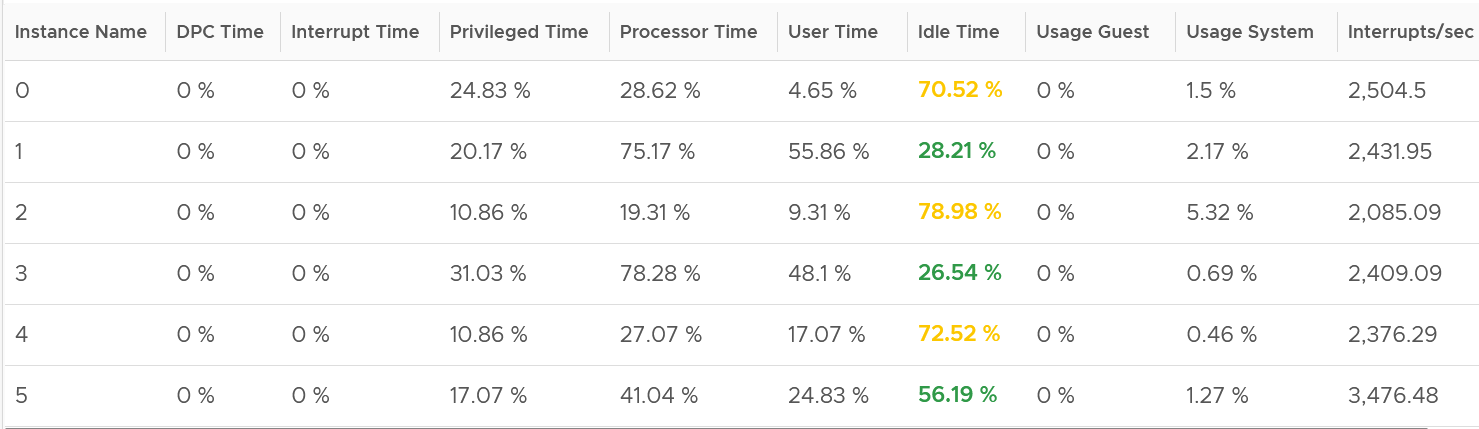 Instance Name DPC Time Interrupt Time Privileged Time Processor Time User Time Idle Time Usage Guest Usage System Interrupts/sec
0 0 % 0 % 24.83 % 28.62 % 4.65 % 70.52 % 0 % 1.5 % 2,504.5
1 0 % 0 % 20.17 % 75.17 % 55.86 % 28.21 % 0 % 2.17 % 2,431.95
2 0 % 0 % 10.86 % 19.31 % 9.31 % 78.98 % 0 % 5.32 % 2,085.09
3 0 % 0 % 31.03 % 78.28 % 48.1 % 26.54 % 0 % 0.69 % 2,409.09
4 0 % 0 % 10.86 % 27.07 % 17.07 % 72.52 % 0 % 0.46 % 2,376.29
5 0 % 0 % 17.07 % 41.04 % 24.83 % 56.19 % 0 % 1.27 % 3,476.48